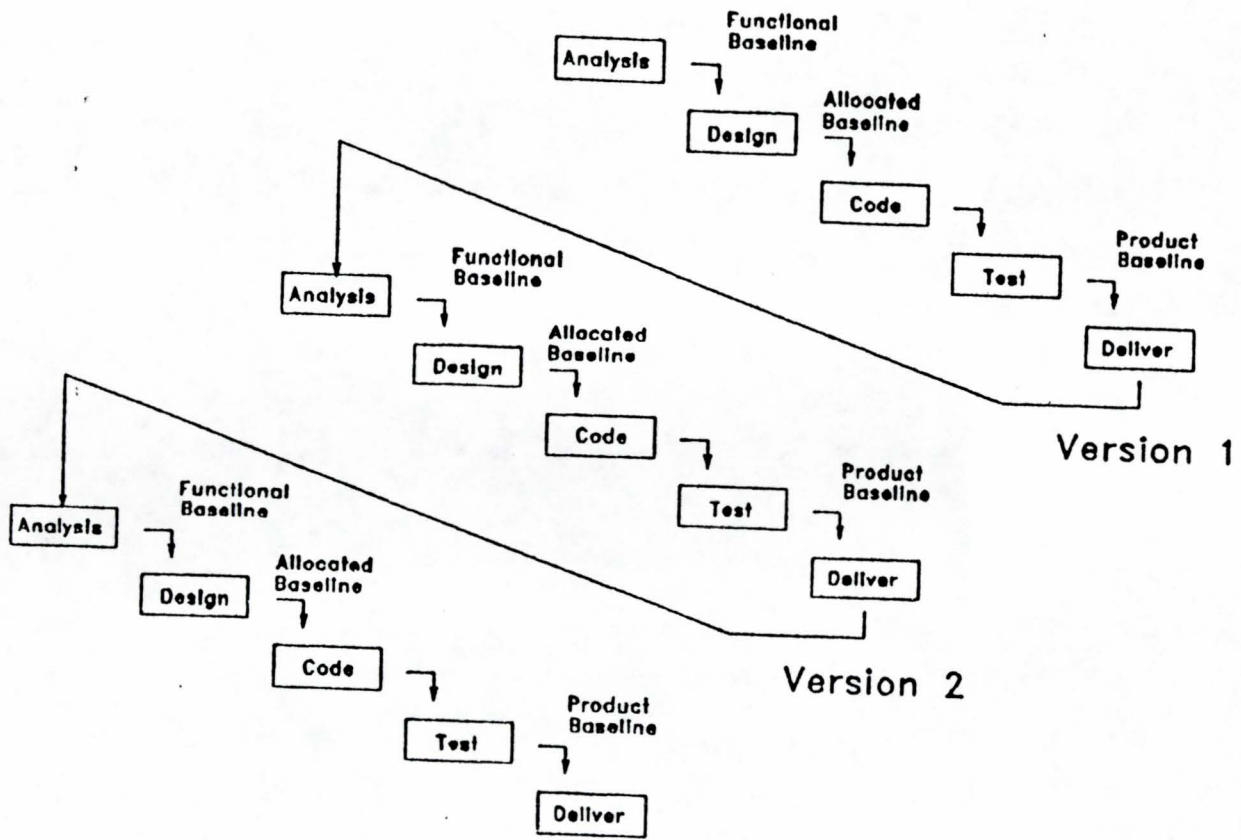 Functional
Baseline
Analysis
Allocated
Baseline
Design
Code
Product
Baseline
Test
Deliver
Version 1
Functional
Baseline
Analysis
Allocated
Baseline
Design
Code
Product
Baseline
Test
Deliver
Version 2
Functional
Baseline
Analysis
Allocated
Baseline
Design
Code
Product
Baseline
Test
Deliver